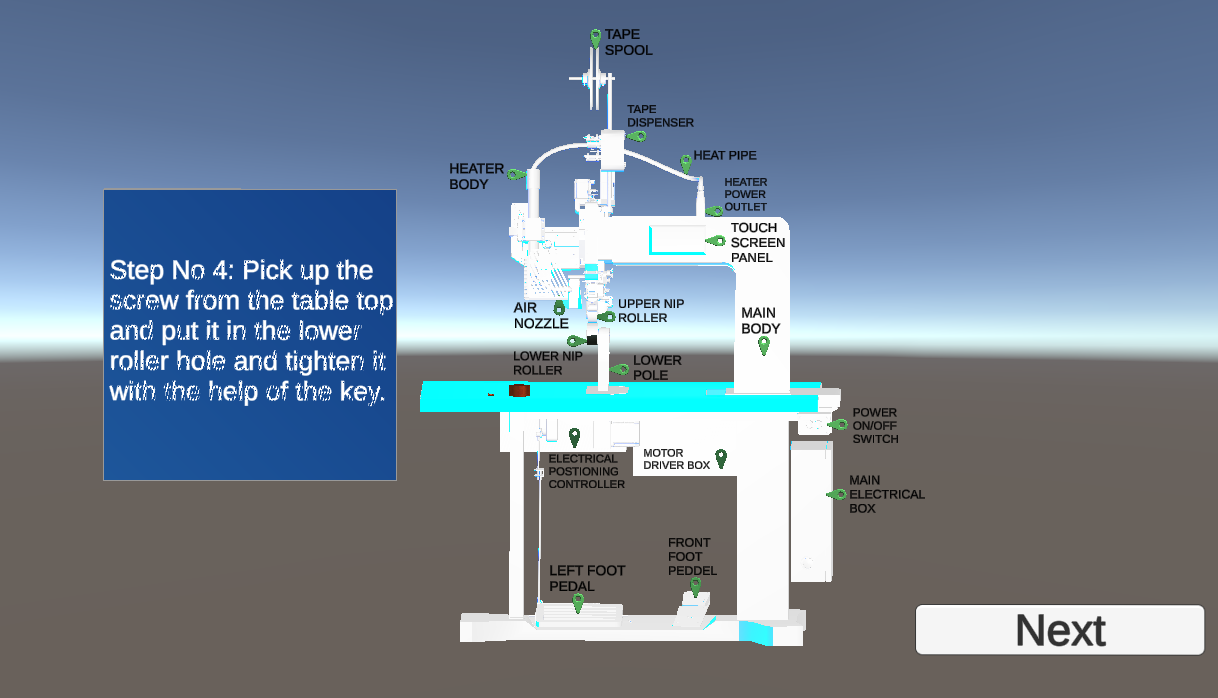 TAPE
SPOOL
TAPE
DISPENSER
HEAT PIPE
HEATER
BODY
HEATER
POWER
OUTLET
TOUCH
SCREEN
PANEL
Step No 4: Pick up the
screw from the table top
and put it in the lower
roller hole and tighten it
with the help of the key.
AIR
NOZZLE
UPPER NIP
ROLLER
MAIN
BODY
LOWER NIP
ROLLER
LOWER
POLE
POWER
ON/OFF
SWITCH
ELECTRICAL
POSTIONING
CONTROLLER
MOTOR
DRIVER BOX
MAIN
ELECTRICAL
BOX
FRONT
FOOT
PEDDEL
LEFT FOOT
PEDAL
Next